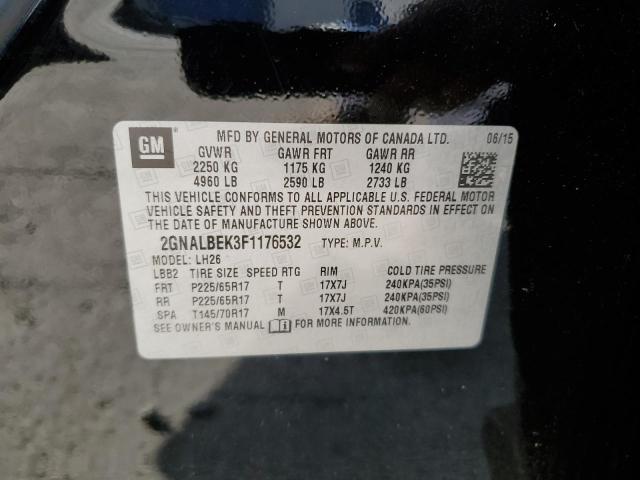 GM
MFD BY GENERAL MOTORS OF CANADA LTD. 06/15
GVWR GAWR FRT GAWR RR
2250 KG 1175 KG 1240 KG
4960 LB 2590 LB 2733 LB
THIS VEHICLE CONFORMS TO ALL APPLICABLE U.S. FEDERAL MOTOR
VEHICLE SAFETY AND THEFT PREVENTION STANDARDS IN EFFECT ON
THE DATE OF MANUFACTURE SHOWN ABOVE.
2GNALBEK3F1176532 TYPE: M.P.V.
MODEL: LH26
LBB2 TIRE SIZE SPEED RTG RIM COLD TIRE PRESSURE
FRT P225/65R17 T 17X7J 240KPA(35PSI)
RR P225/65R17 T 17X7J 240KPA(35PSI)
SPA T145/70R17 M 17X4.5T 420KPA(60PSI)
SEE OWNER'S MANUAL FOR MORE INFORMATION.